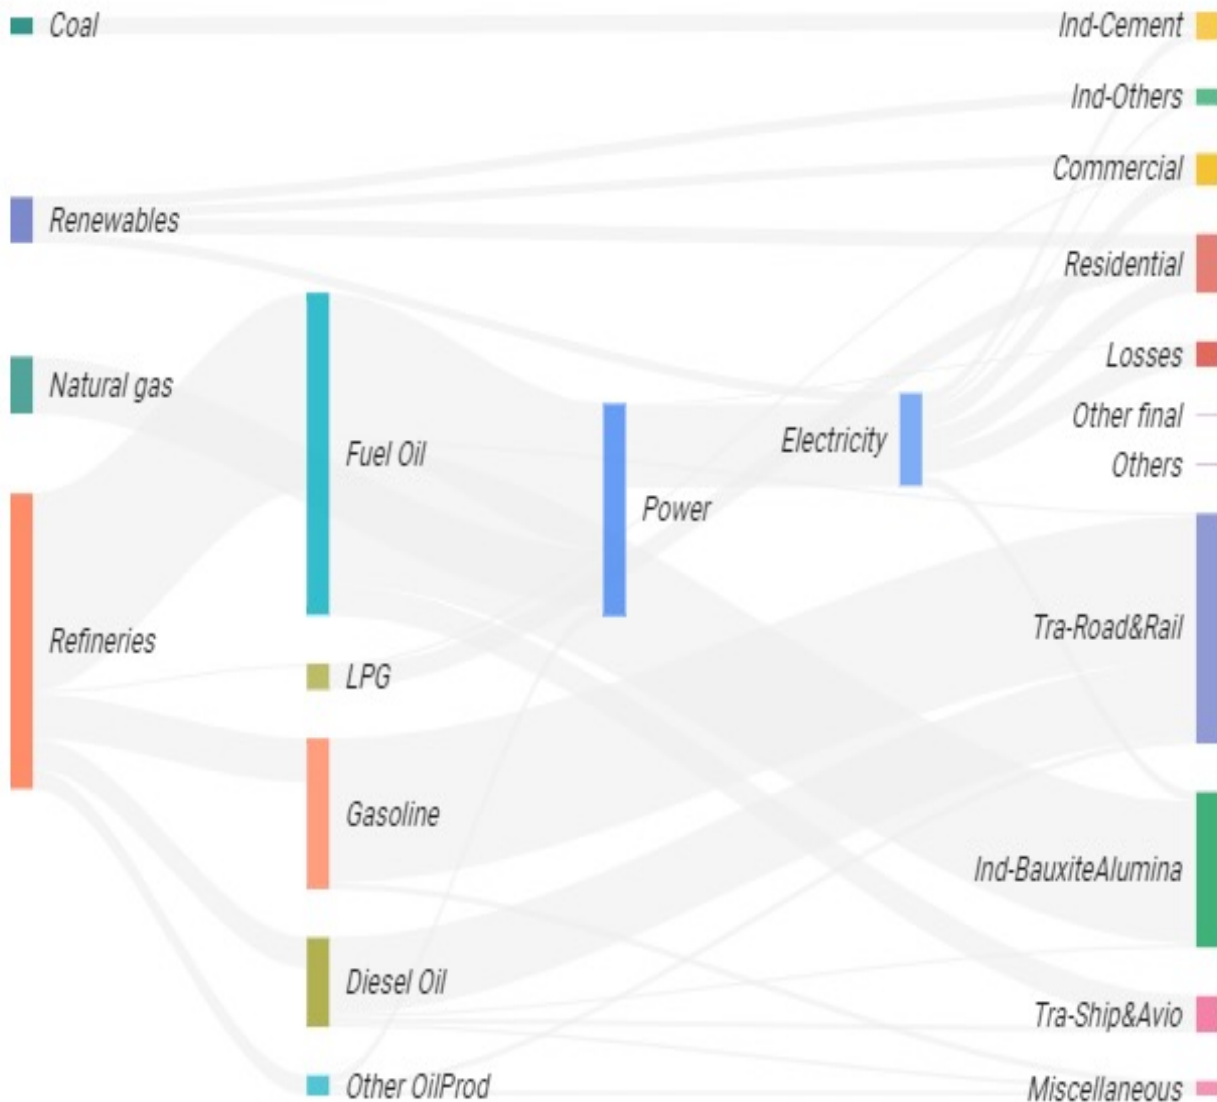 Coal
Ind-Cement
Ind-Others
Commercial
Renewables
Residential
Losses
Natural gas
Other final
Electricity
Fuel Oil
Others
Power
Tra-Road&Rail
Refineries
LPG
Gasoline
Ind-BauxiteAlumina
Diesel Oil
Tra-Ship&Avio
Other OilProd
Miscellaneous